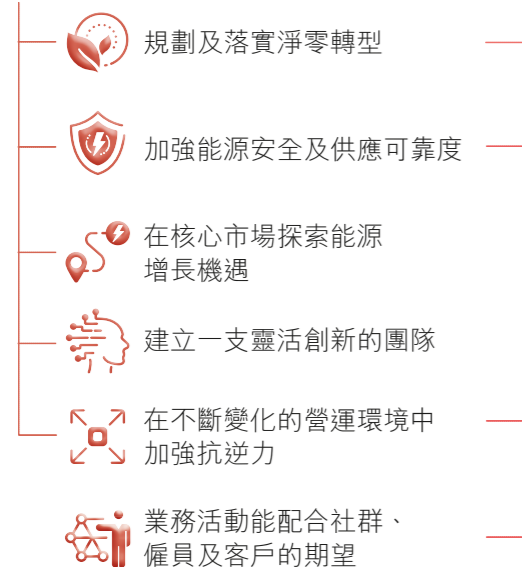 規劃及落實淨零轉型
加強能源安全及供應可靠度
在核心市場探索能源
增長機遇
建立一支靈活創新的團隊
在不斷變化的營運環境中
加強抗逆力
業務活動能配合社群、
僱員及客戶的期望